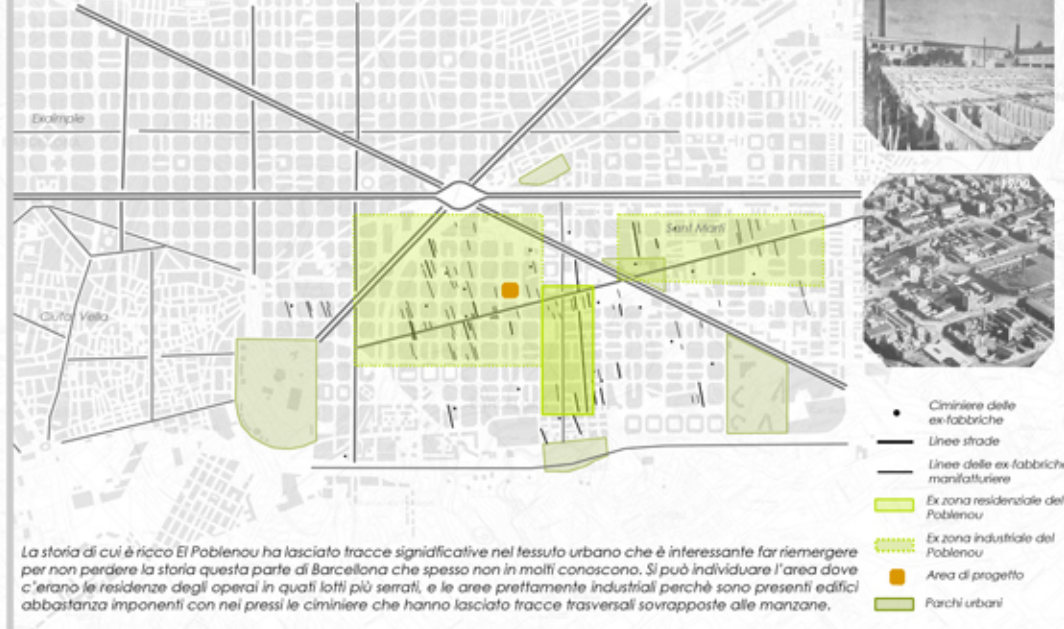 Exaimple
1900
Sant Martí
Ciutat Vella
Ciminiere delle
ex-fabbriche
Linee strade
Linee delle ex-fabbriche
manifatturiere
Ex zona residenziale del
Poblenou
Ex zona industriale del
Poblenou
Area di progetto
Parchi urbani
La storia di cui è ricco El Poblenou ha lasciato tracce signidficative nel tessuto urbano che è interessante far riemergere
per non perdere la storia questa parte di Barcellona che spesso non in molti conoscono. Si può individuare l'area dove
c'erano le residenze degli operai in quati lotti più serrati, e le aree prettamente industriali perchè sono presenti edifici
abbastanza imponenti con nei pressi le ciminiere che hanno lasciato tracce trasversali sovrapposte alle manzane.